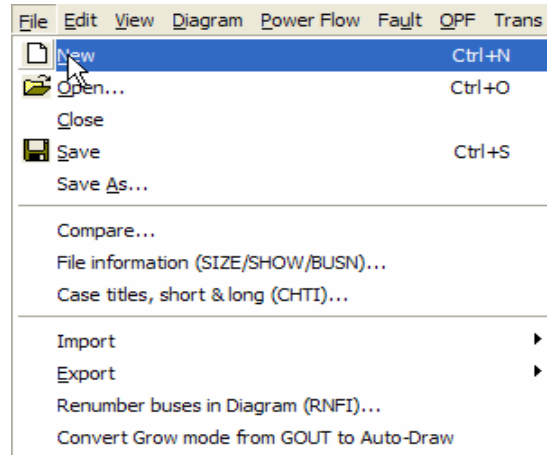 File Edit View Diagram Power Flow Fault OPF Trans
New Ctrl+N
Open... Ctrl+O
Close
Save Ctrl+S
Save As...
Compare...
File information (SIZE/SHOW/BUSN)...
Case titles, short & long (CHTI)...
Import
Export
Renumber buses in Diagram (RNFI)...
Convert Grow mode from GOUT to Auto-Draw